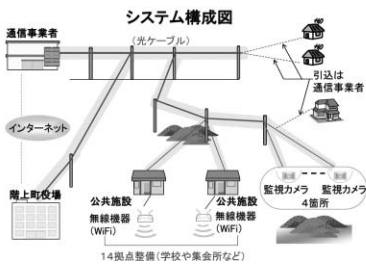 システム構成図
通信事業者
(光ケーブル)
引込は
通信事業者
インターネット
階上町役場
公共施設
無線機器
(WiFi)
公共施設
無線機器
(WiFi)
監視カメラ 監視カメラ
4箇所
14拠点整備(学校や集会所など)